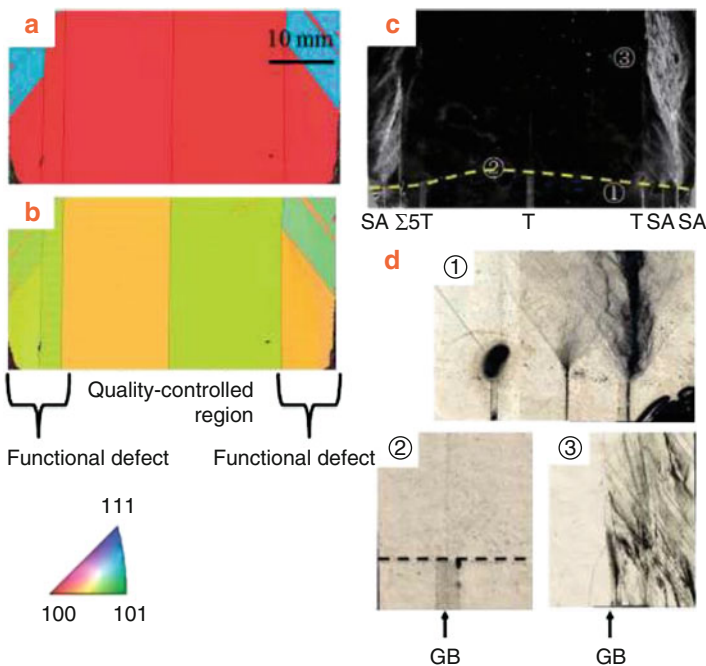 a
10 mm
b
Quality-controlled
region
Functional defect
Functional defect
111
100
101
c
③
②
①
SA Σ5T T T SA SA
d
①
②
③
GB
GB